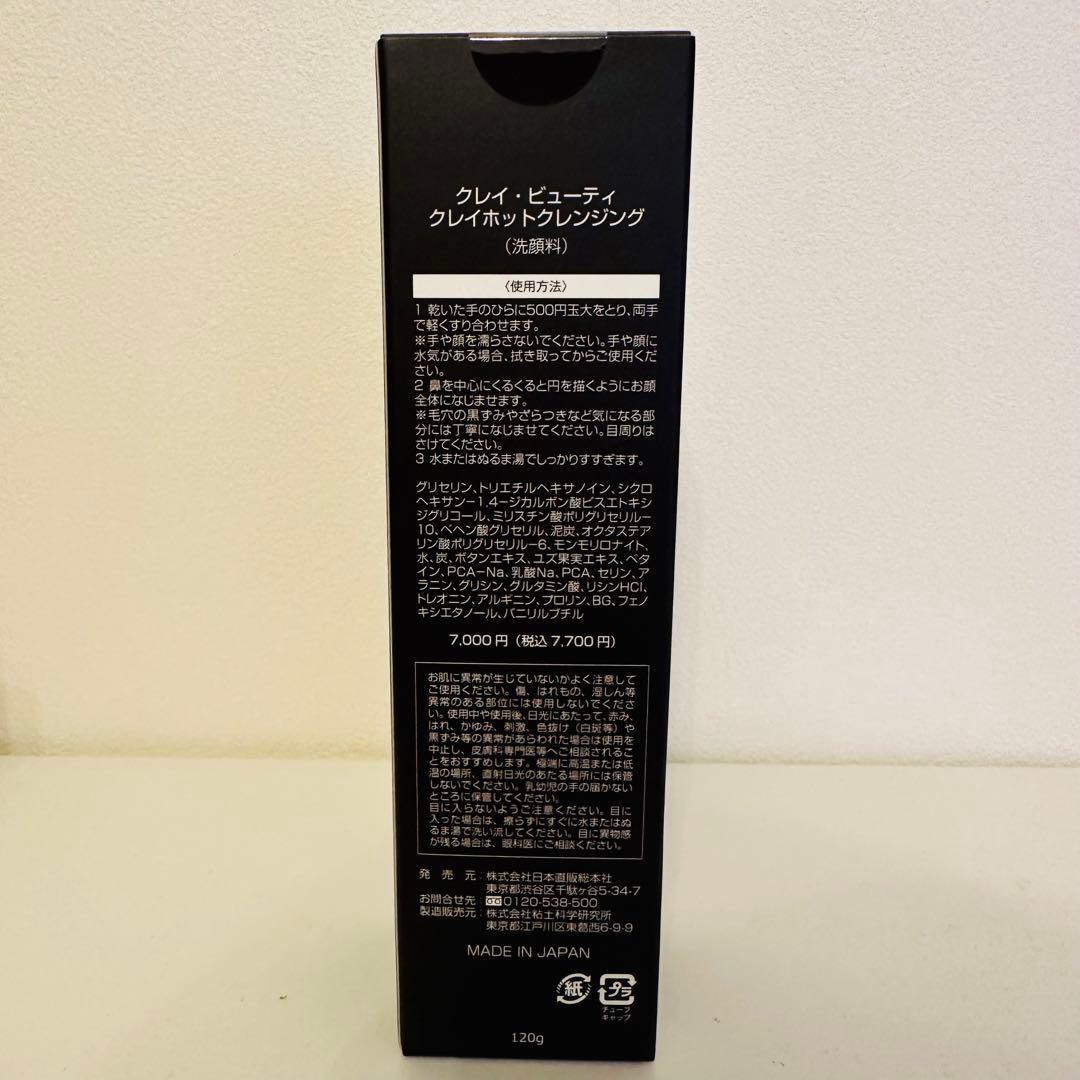 クレイ・ビューティ
クレイホットクレンジング
（洗顔料）
〈使用方法〉
1 乾いた手のひらに500円玉大をとり、両手
で軽くすり合わせます。
※手や顔を濡らさないでください。手や顔に
水気がある場合、拭き取ってからご使用くだ
さい。
2 鼻を中心にくるくると円を描くようにお顔
全体になじませます。
※毛穴の黒ずみやざらつきなど気になる部
分には丁寧になじませてください。目周りは
さけてください。
3 水またはぬるま湯でしっかりすすぎます。
グリセリン、トリエチルヘキサノイン、シクロ
ヘキサン-1,4-ジカルボン酸ビスエトキシ
ジグリコール、ミリスチン酸ポリグリセリル-
10、ベヘン酸グリセリル、泥炭、オクタステア
リン酸ポリグリセリル-6、モンモリロナイト、
水、炭、ボタンエキス、ユズ果実エキス、ベタ
イン、PCA-Na、乳酸Na、PCA、セリン、ア
ラニン、グリシン、グルタミン酸、リシンHCl、
トレオニン、アルギニン、プロリン、BG、フェノ
キシエタノール、バニリルブチル
7,000円（税込7,700円）
お肌に異常が生じていないかよく注意して
ご使用ください。傷、はれもの、湿しん等
異常のある部位には使用しないでくださ
い。使用中や使用後、日光にあたって、赤み、
はれ、かゆみ、刺激、色抜け（白斑等）や
黒ずみ等の異常があらわれた場合は使用を
中止し、皮膚科専門医等へご相談されるこ
とをおすすめします。極端に高温または低
温の場所、直射日光のあたる場所には保管
しないでください。乳幼児の手の届かない
ところに保管してください。
目に入らないようご注意ください。目に
入った場合は、擦らずにすぐに水またはぬ
るま湯で洗い流してください。目に異物感
が残る場合は、眼科医にご相談ください。
発売元：株式会社日本直販総本社
東京都渋谷区千駄ヶ谷5-34-7
お問合せ先：0120-538-500
製造販売元：株式会社粘土科学研究所
東京都江戸川区東葛西6-9-9
MADE IN JAPAN
紙 プラ
チューブ
キャップ
120g